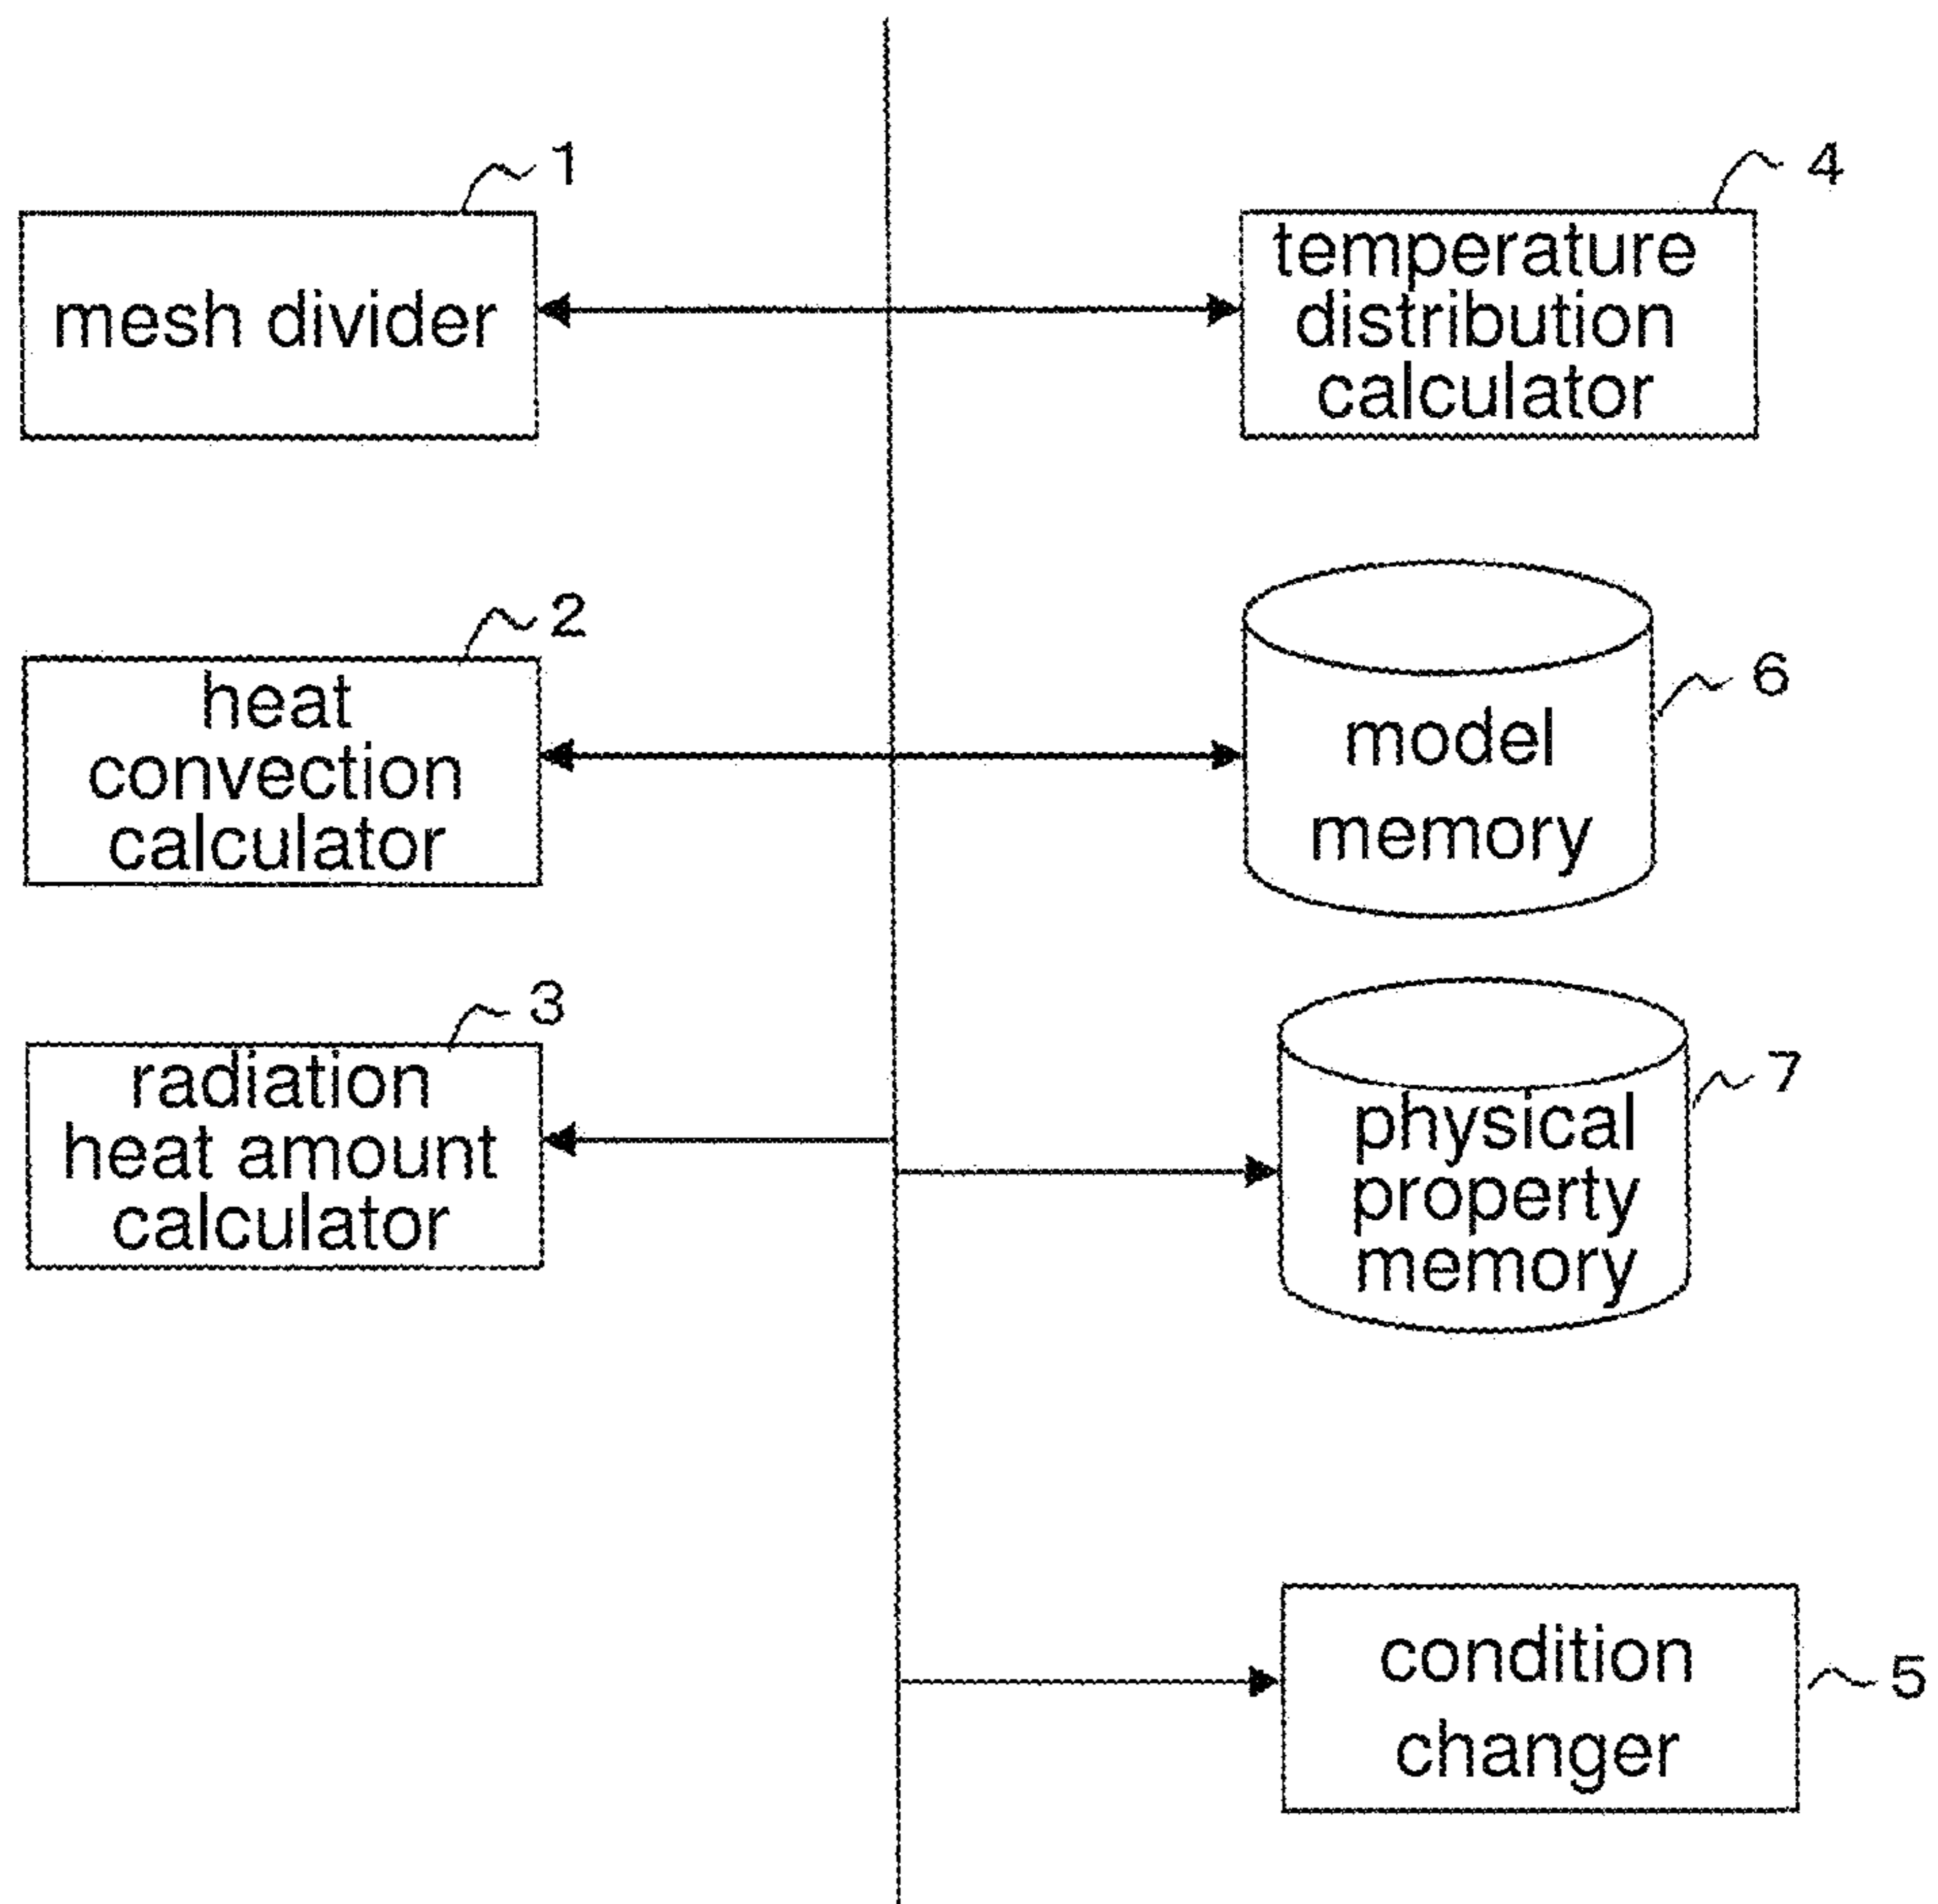 1
mesh divider
4
temperature
distribution
calculator
2
heat
convection
calculator
6
model
memory
3
radiation
heat amount
calculator
7
physical
property
memory
condition
changer
5